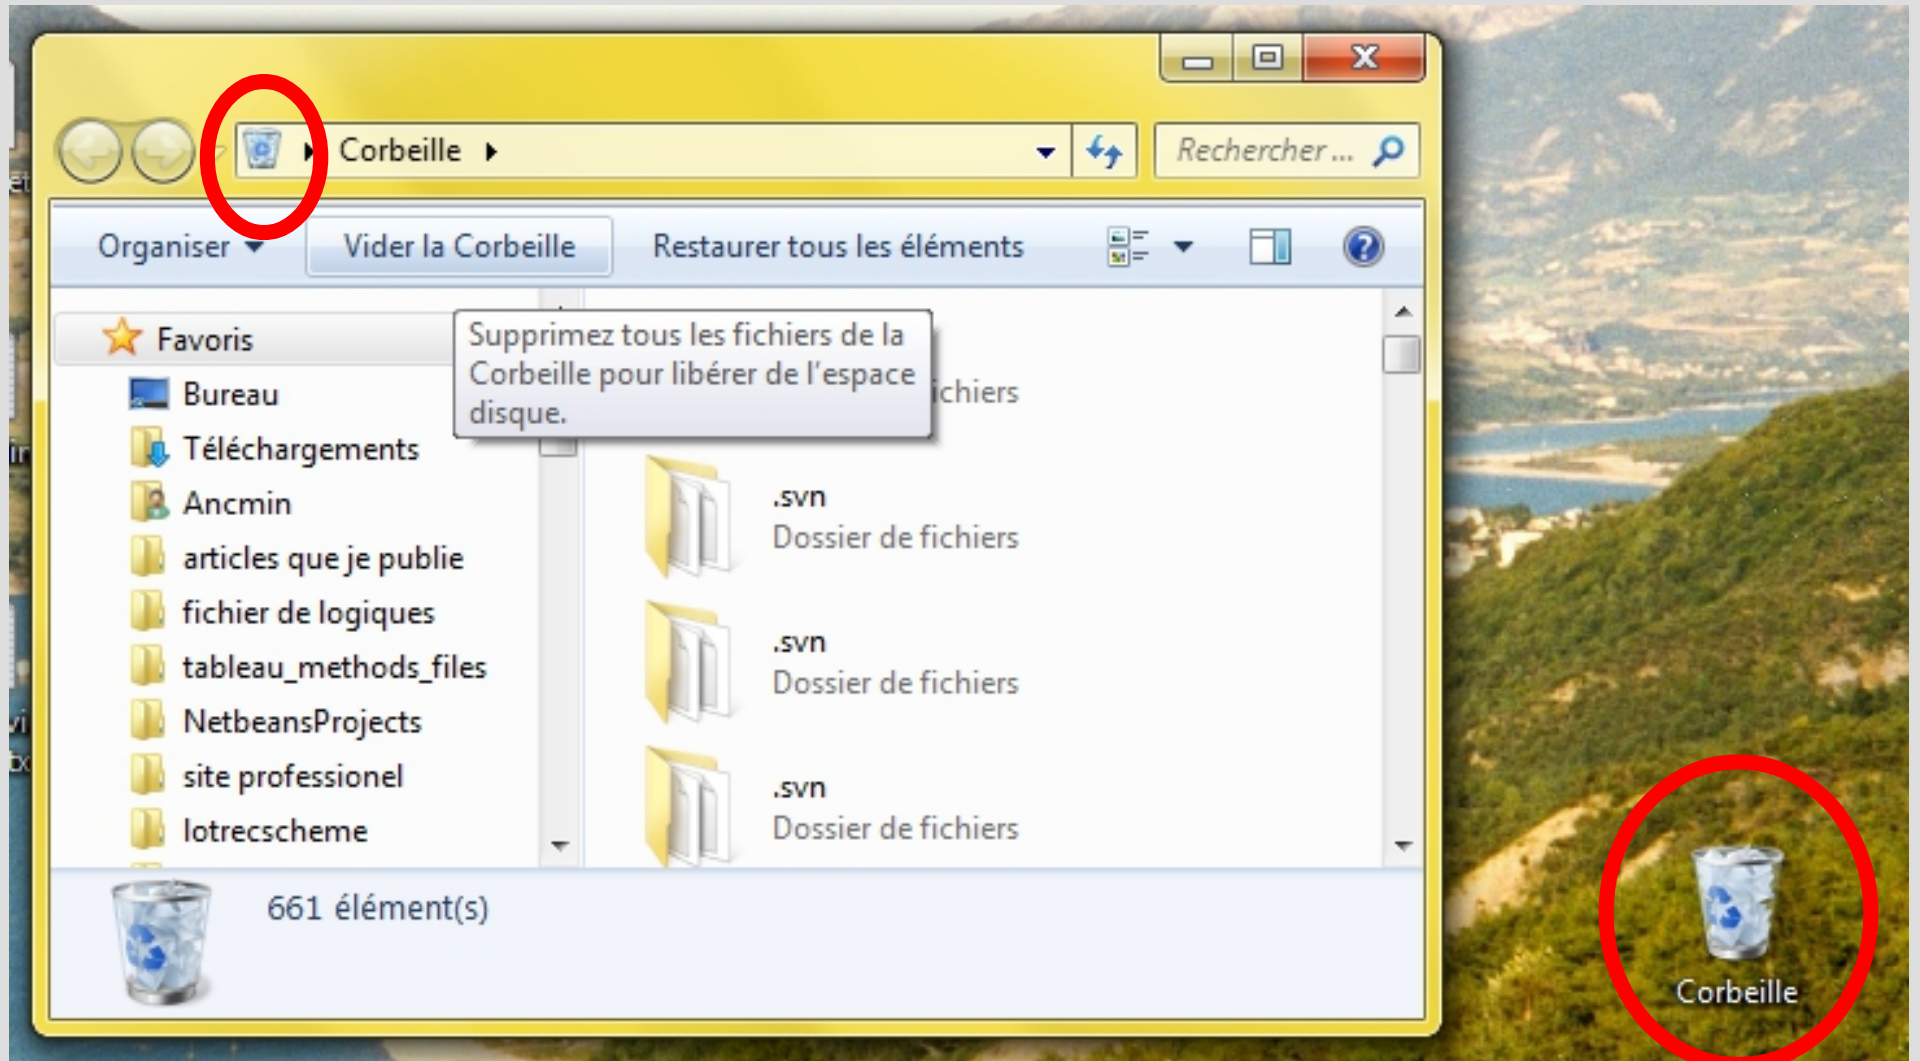 Corbeille
Rechercher ...
Organiser
Vider la Corbeille
Restaurer tous les éléments
Favoris
Bureau
Téléchargements
Ancmin
articles que je publie
fichier de logiques
tableau_methods_files
NetbeansProjects
site professionel
lotrecscheme
Supprimez tous les fichiers de la
Corbeille pour libérer de l'espace
disque.
ichiers
.svn
Dossier de fichiers
.svn
Dossier de fichiers
.svn
Dossier de fichiers
661 élément(s)
Corbeille